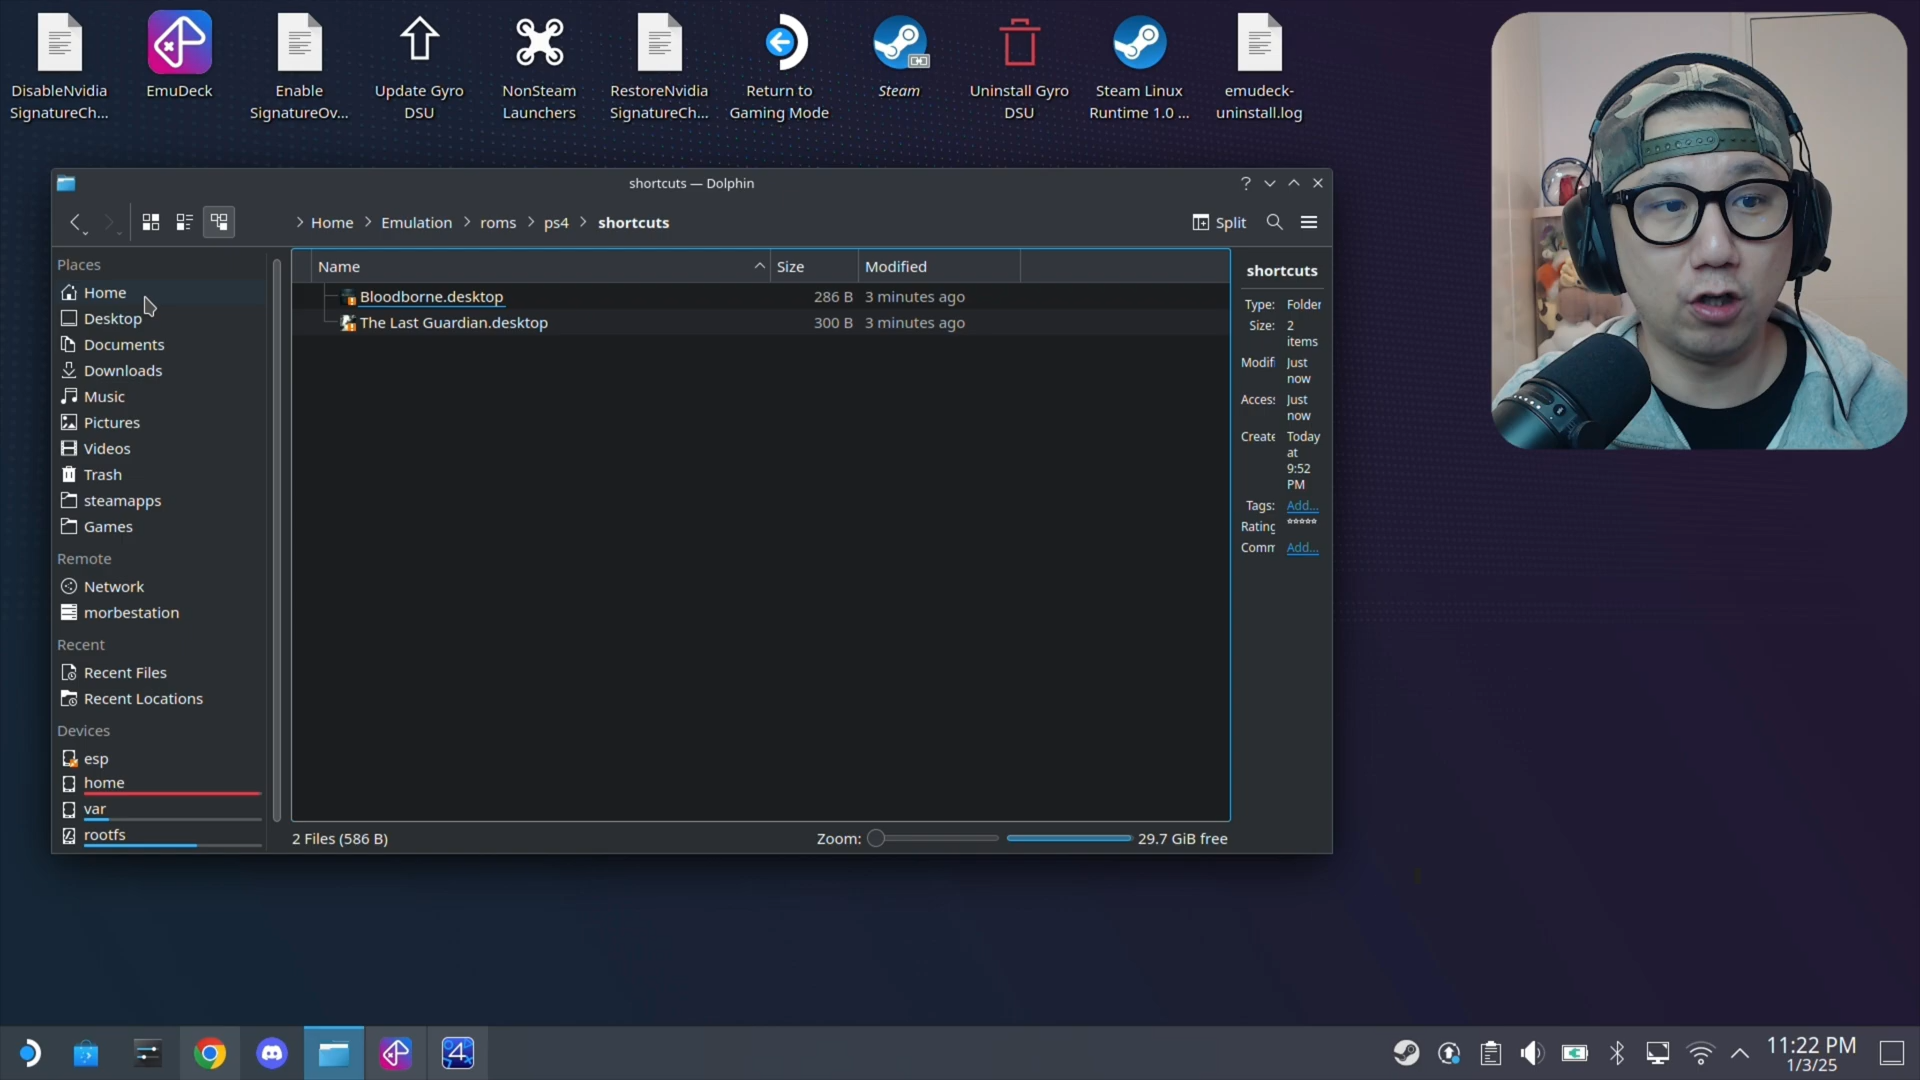 DisableNvidia
SignatureCh...
EmuDeck
Enable
SignatureOv...
Update Gyro
DSU
NonSteam
Launchers
RestoreNvidia
SignatureCh...
Return to
Gaming Mode
Steam
Uninstall Gyro
DSU
Steam Linux
Runtime 1.0 ...
emudeck-
uninstall.log
shortcuts — Dolphin
Home
Emulation
roms
ps4
shortcuts
Split
Places
Home
Desktop
Documents
Downloads
Music
Pictures
Videos
Trash
steamapps
Games
Remote
Network
morbestation
Recent
Recent Files
Recent Locations
Devices
esp
home
var
rootfs
Name Size Modified
Bloodborne.desktop 286 B 3 minutes ago
The Last Guardian.desktop 300 B 3 minutes ago
shortcuts
Type: Folder
Size: 2
items
Modifi Just
now
Access Just
now
Create Today
at
9:52
PM
Tags: Add...
Rating
Comm Add...
2 Files (586 B)
Zoom:
29.7 GiB free
11:22 PM
1/3/25